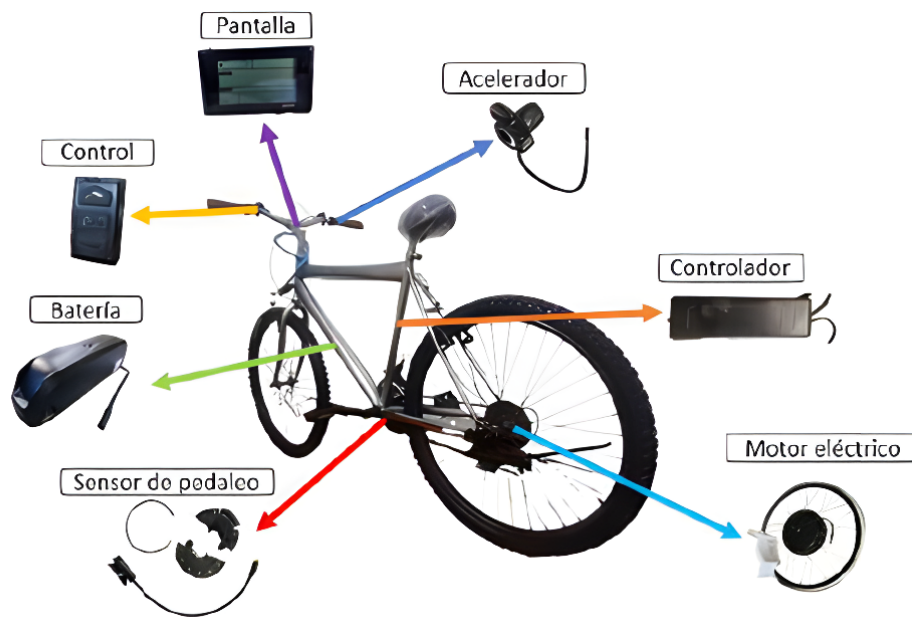 Pantalla
Acelerador
Control
Controlador
Batería
Motor eléctrico
Sensor de pedaleo